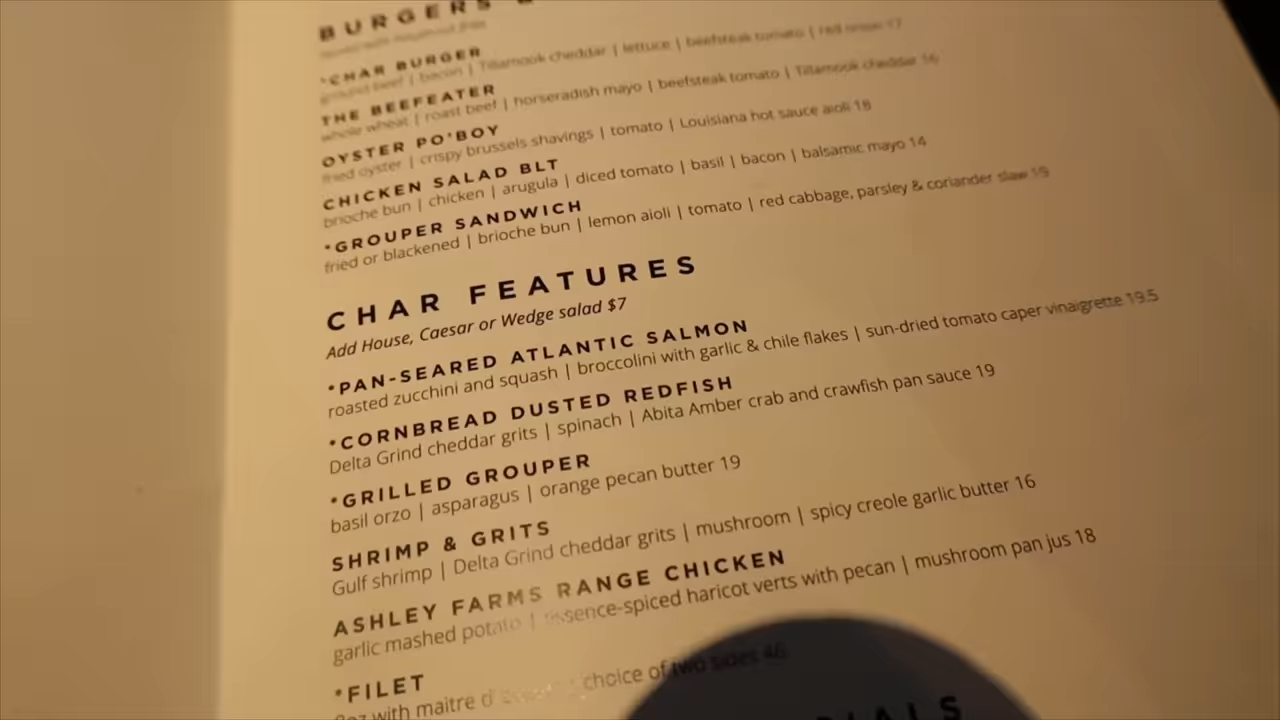 BURGERS
*CHAR BURGER
ground beef | bacon | Tillamook cheddar | lettuce | beefsteak tomato | red onion 17
THE BEEFEATER
whole wheat | roast beef | horseradish mayo | beefsteak tomato | Tillamook cheddar 16
OYSTER PO'BOY
fried oyster | crispy brussels shavings | tomato | Louisiana hot sauce aioli 18
CHICKEN SALAD BLT
brioche bun | chicken | arugula | diced tomato | basil | bacon | balsamic mayo 14
*GROUPER SANDWICH
fried or blackened | brioche bun | lemon aioli | tomato | red cabbage, parsley & coriander slaw 19
CHAR FEATURES
Add House, Caesar or Wedge salad $7
*PAN-SEARED ATLANTIC SALMON
roasted zucchini and squash | broccolini with garlic & chile flakes | sun-dried tomato caper vinaigrette 19.5
*CORNBREAD DUSTED REDFISH
Delta Grind cheddar grits | spinach | Abita Amber crab and crawfish pan sauce 19
*GRILLED GROUPER
basil orzo | asparagus | orange pecan butter 19
SHRIMP & GRITS
Gulf shrimp | Delta Grind cheddar grits | mushroom | spicy creole garlic butter 16
ASHLEY FARMS RANGE CHICKEN
garlic mashed potato | essence-spiced haricot verts with pecan | mushroom pan jus 18
*FILET
8oz with maitre d' choice of two sides 46